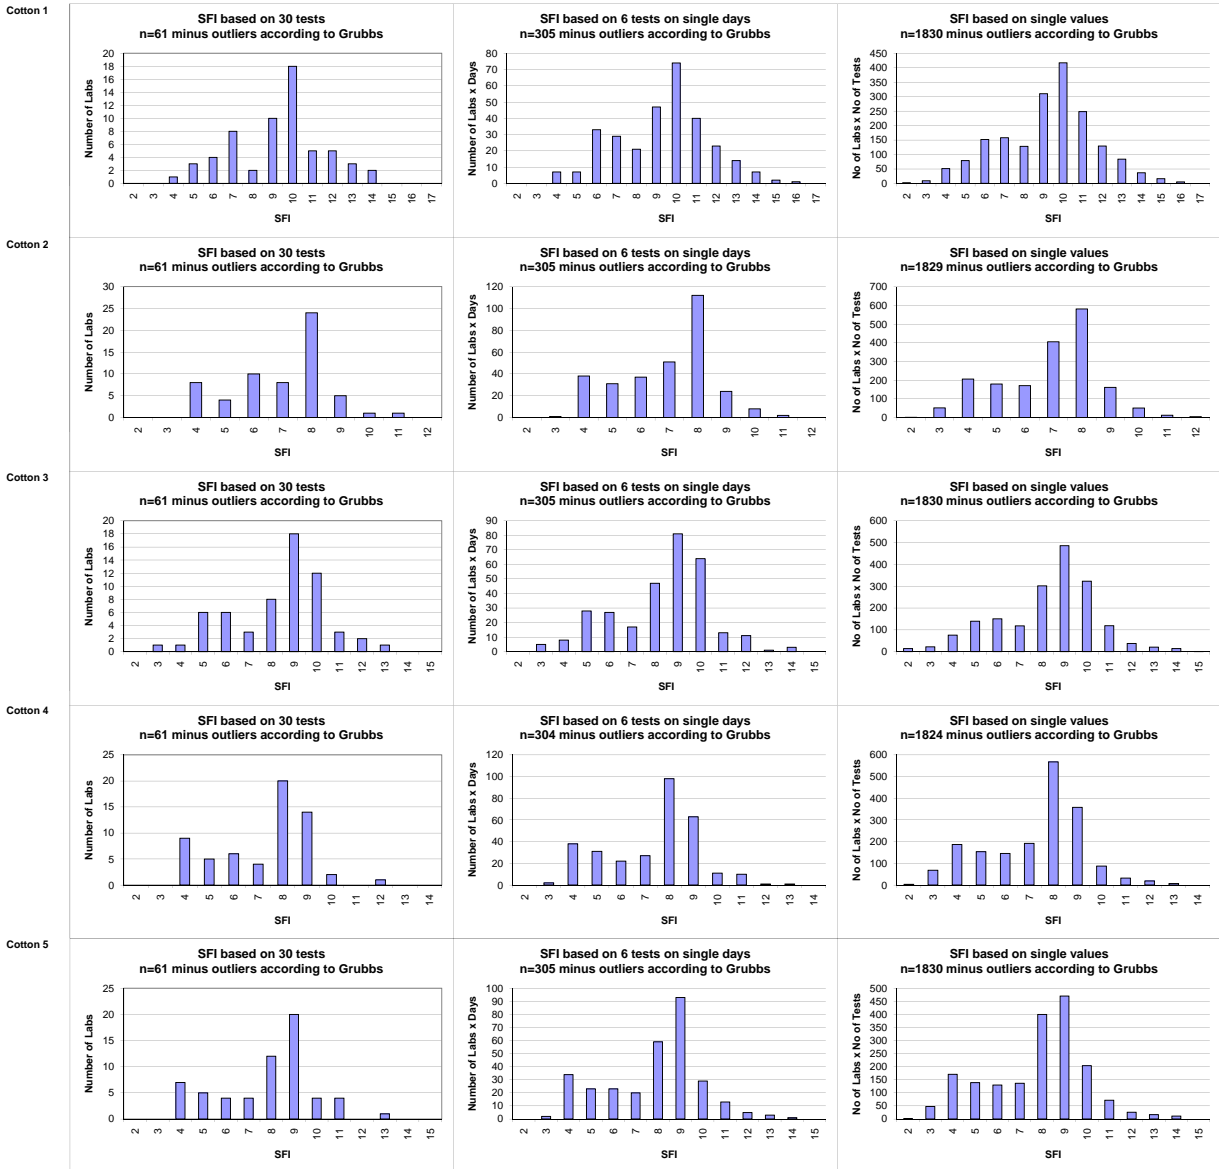 Cotton 1
SFI based on 30 tests
n=61 minus outliers according to Grubbs
Number of Labs
20
18
16
14
12
10
8
6
4
2
0
2 3 4 5 6 7 8 9 10 11 12 13 14 15 16 17
SFI
SFI based on 6 tests on single days
n=305 minus outliers according to Grubbs
Number of Labs x Days
80
70
60
50
40
30
20
10
0
2 3 4 5 6 7 8 9 10 11 12 13 14 15 16 17
SFI
SFI based on single values
n=1830 minus outliers according to Grubbs
No of Labs x No of Tests
450
400
350
300
250
200
150
100
50
0
2 3 4 5 6 7 8 9 10 11 12 13 14 15 16 17
SFI
Cotton 2
SFI based on 30 tests
n=61 minus outliers according to Grubbs
Number of Labs
30
25
20
15
10
5
0
2 3 4 5 6 7 8 9 10 11 12
SFI
SFI based on 6 tests on single days
n=305 minus outliers according to Grubbs
Number of Labs x Days
120
100
80
60
40
20
0
2 3 4 5 6 7 8 9 10 11 12
SFI
SFI based on single values
n=1829 minus outliers according to Grubbs
No of Labs x No of Tests
700
600
500
400
300
200
100
0
2 3 4 5 6 7 8 9 10 11 12
SFI
Cotton 3
SFI based on 30 tests
n=61 minus outliers according to Grubbs
Number of Labs
20
18
16
14
12
10
8
6
4
2
0
2 3 4 5 6 7 8 9 10 11 12 13 14 15
SFI
SFI based on 6 tests on single days
n=305 minus outliers according to Grubbs
Number of Labs x Days
90
80
70
60
50
40
30
20
10
0
2 3 4 5 6 7 8 9 10 11 12 13 14 15
SFI
SFI based on single values
n=1830 minus outliers according to Grubbs
No of Labs x No of Tests
600
500
400
300
200
100
0
2 3 4 5 6 7 8 9 10 11 12 13 14 15
SFI
Cotton 4
SFI based on 30 tests
n=61 minus outliers according to Grubbs
Number of Labs
25
20
15
10
5
0
2 3 4 5 6 7 8 9 10 11 12 13 14
SFI
SFI based on 6 tests on single days
n=304 minus outliers according to Grubbs
Number of Labs x Days
120
100
80
60
40
20
0
2 3 4 5 6 7 8 9 10 11 12 13 14
SFI
SFI based on single values
n=1824 minus outliers according to Grubbs
No of Labs x No of Tests
600
500
400
300
200
100
0
2 3 4 5 6 7 8 9 10 11 12 13 14
SFI
Cotton 5
SFI based on 30 tests
n=61 minus outliers according to Grubbs
Number of Labs
25
20
15
10
5
0
2 3 4 5 6 7 8 9 10 11 12 13 14 15
SFI
SFI based on 6 tests on single days
n=305 minus outliers according to Grubbs
Number of Labs x Days
100
90
80
70
60
50
40
30
20
10
0
2 3 4 5 6 7 8 9 10 11 12 13 14 15
SFI
SFI based on single values
n=1830 minus outliers according to Grubbs
No of Labs x No of Tests
500
450
400
350
300
250
200
150
100
50
0
2 3 4 5 6 7 8 9 10 11 12 13 14 15
SFI